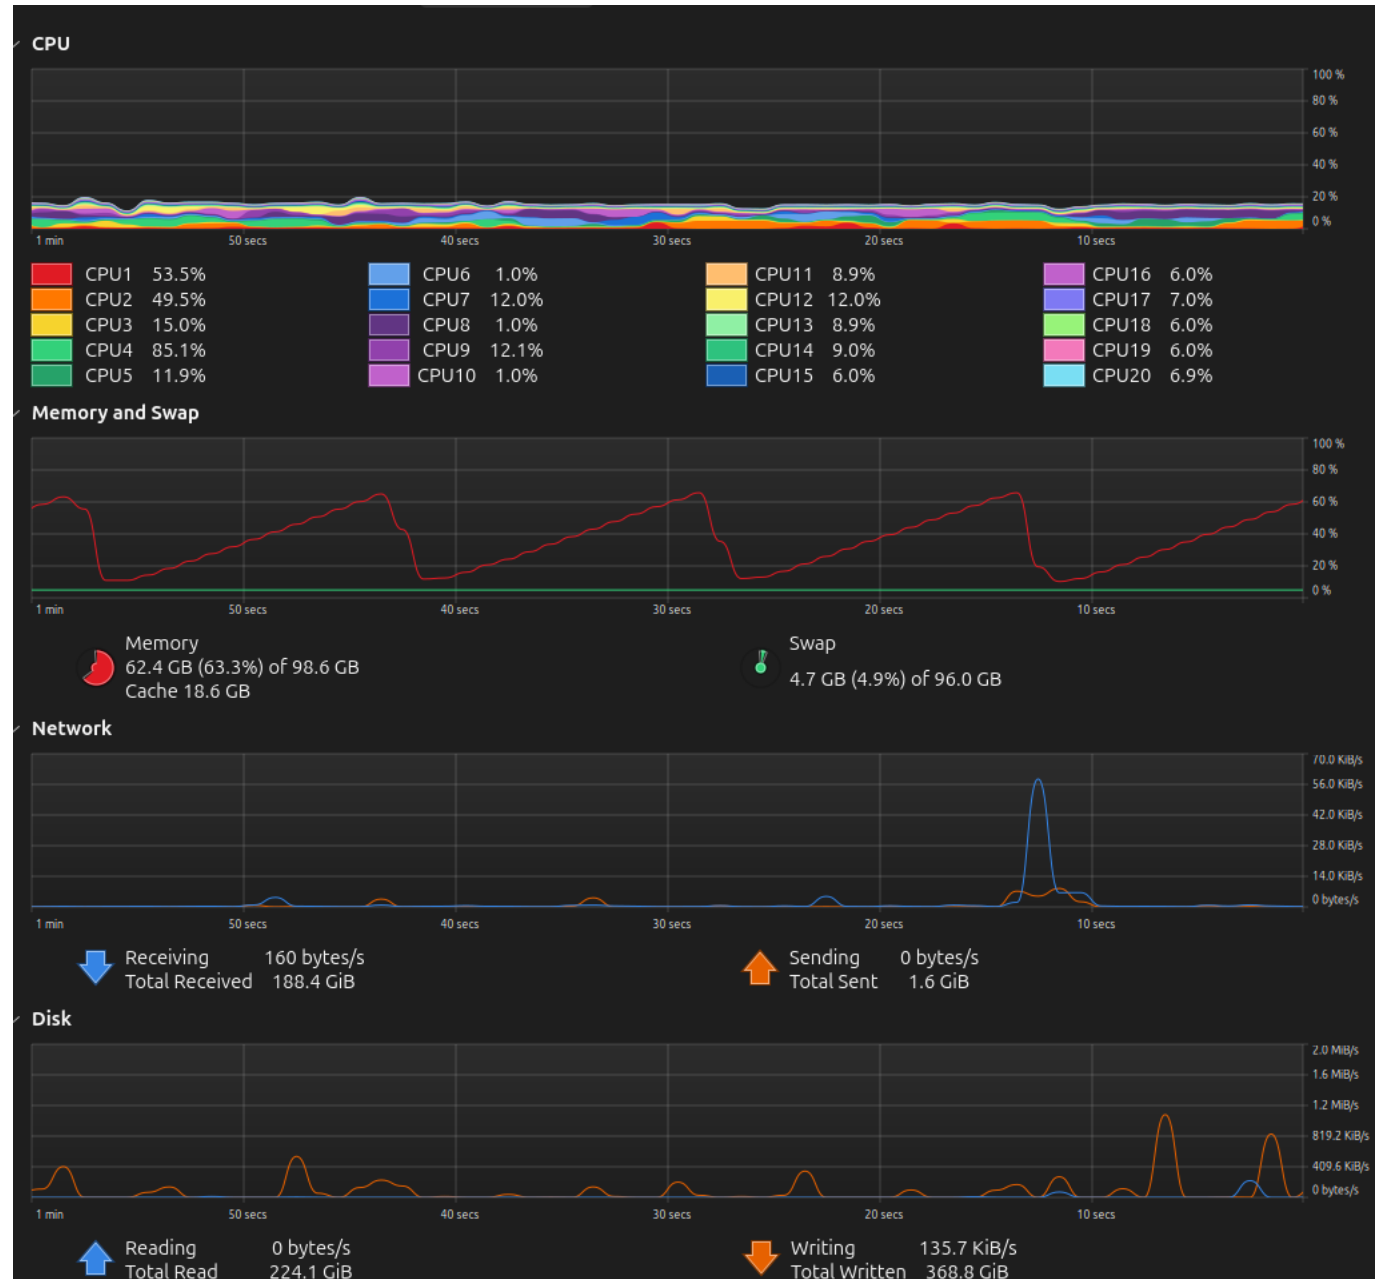 CPU
100 %
80 %
60 %
40 %
20 %
0 %
1 min 50 secs 40 secs 30 secs 20 secs 10 secs
CPU1 53.5% CPU6 1.0% CPU11 8.9% CPU16 6.0%
CPU2 49.5% CPU7 12.0% CPU12 12.0% CPU17 7.0%
CPU3 15.0% CPU8 1.0% CPU13 8.9% CPU18 6.0%
CPU4 85.1% CPU9 12.1% CPU14 9.0% CPU19 6.0%
CPU5 11.9% CPU10 1.0% CPU15 6.0% CPU20 6.9%
Memory and Swap
100 %
80 %
60 %
40 %
20 %
0 %
1 min 50 secs 40 secs 30 secs 20 secs 10 secs
Memory
62.4 GB (63.3%) of 98.6 GB
Cache 18.6 GB
Swap
4.7 GB (4.9%) of 96.0 GB
Network
70.0 KiB/s
56.0 KiB/s
42.0 KiB/s
28.0 KiB/s
14.0 KiB/s
0 bytes/s
1 min 50 secs 40 secs 30 secs 20 secs 10 secs
Receiving 160 bytes/s Sending 0 bytes/s
Total Received 188.4 GiB Total Sent 1.6 GiB
Disk
2.0 MiB/s
1.6 MiB/s
1.2 MiB/s
819.2 KiB/s
409.6 KiB/s
0 bytes/s
1 min 50 secs 40 secs 30 secs 20 secs 10 secs
Reading 0 bytes/s Writing 135.7 KiB/s
Total Read 224.1 GiB Total Written 368.8 GiB